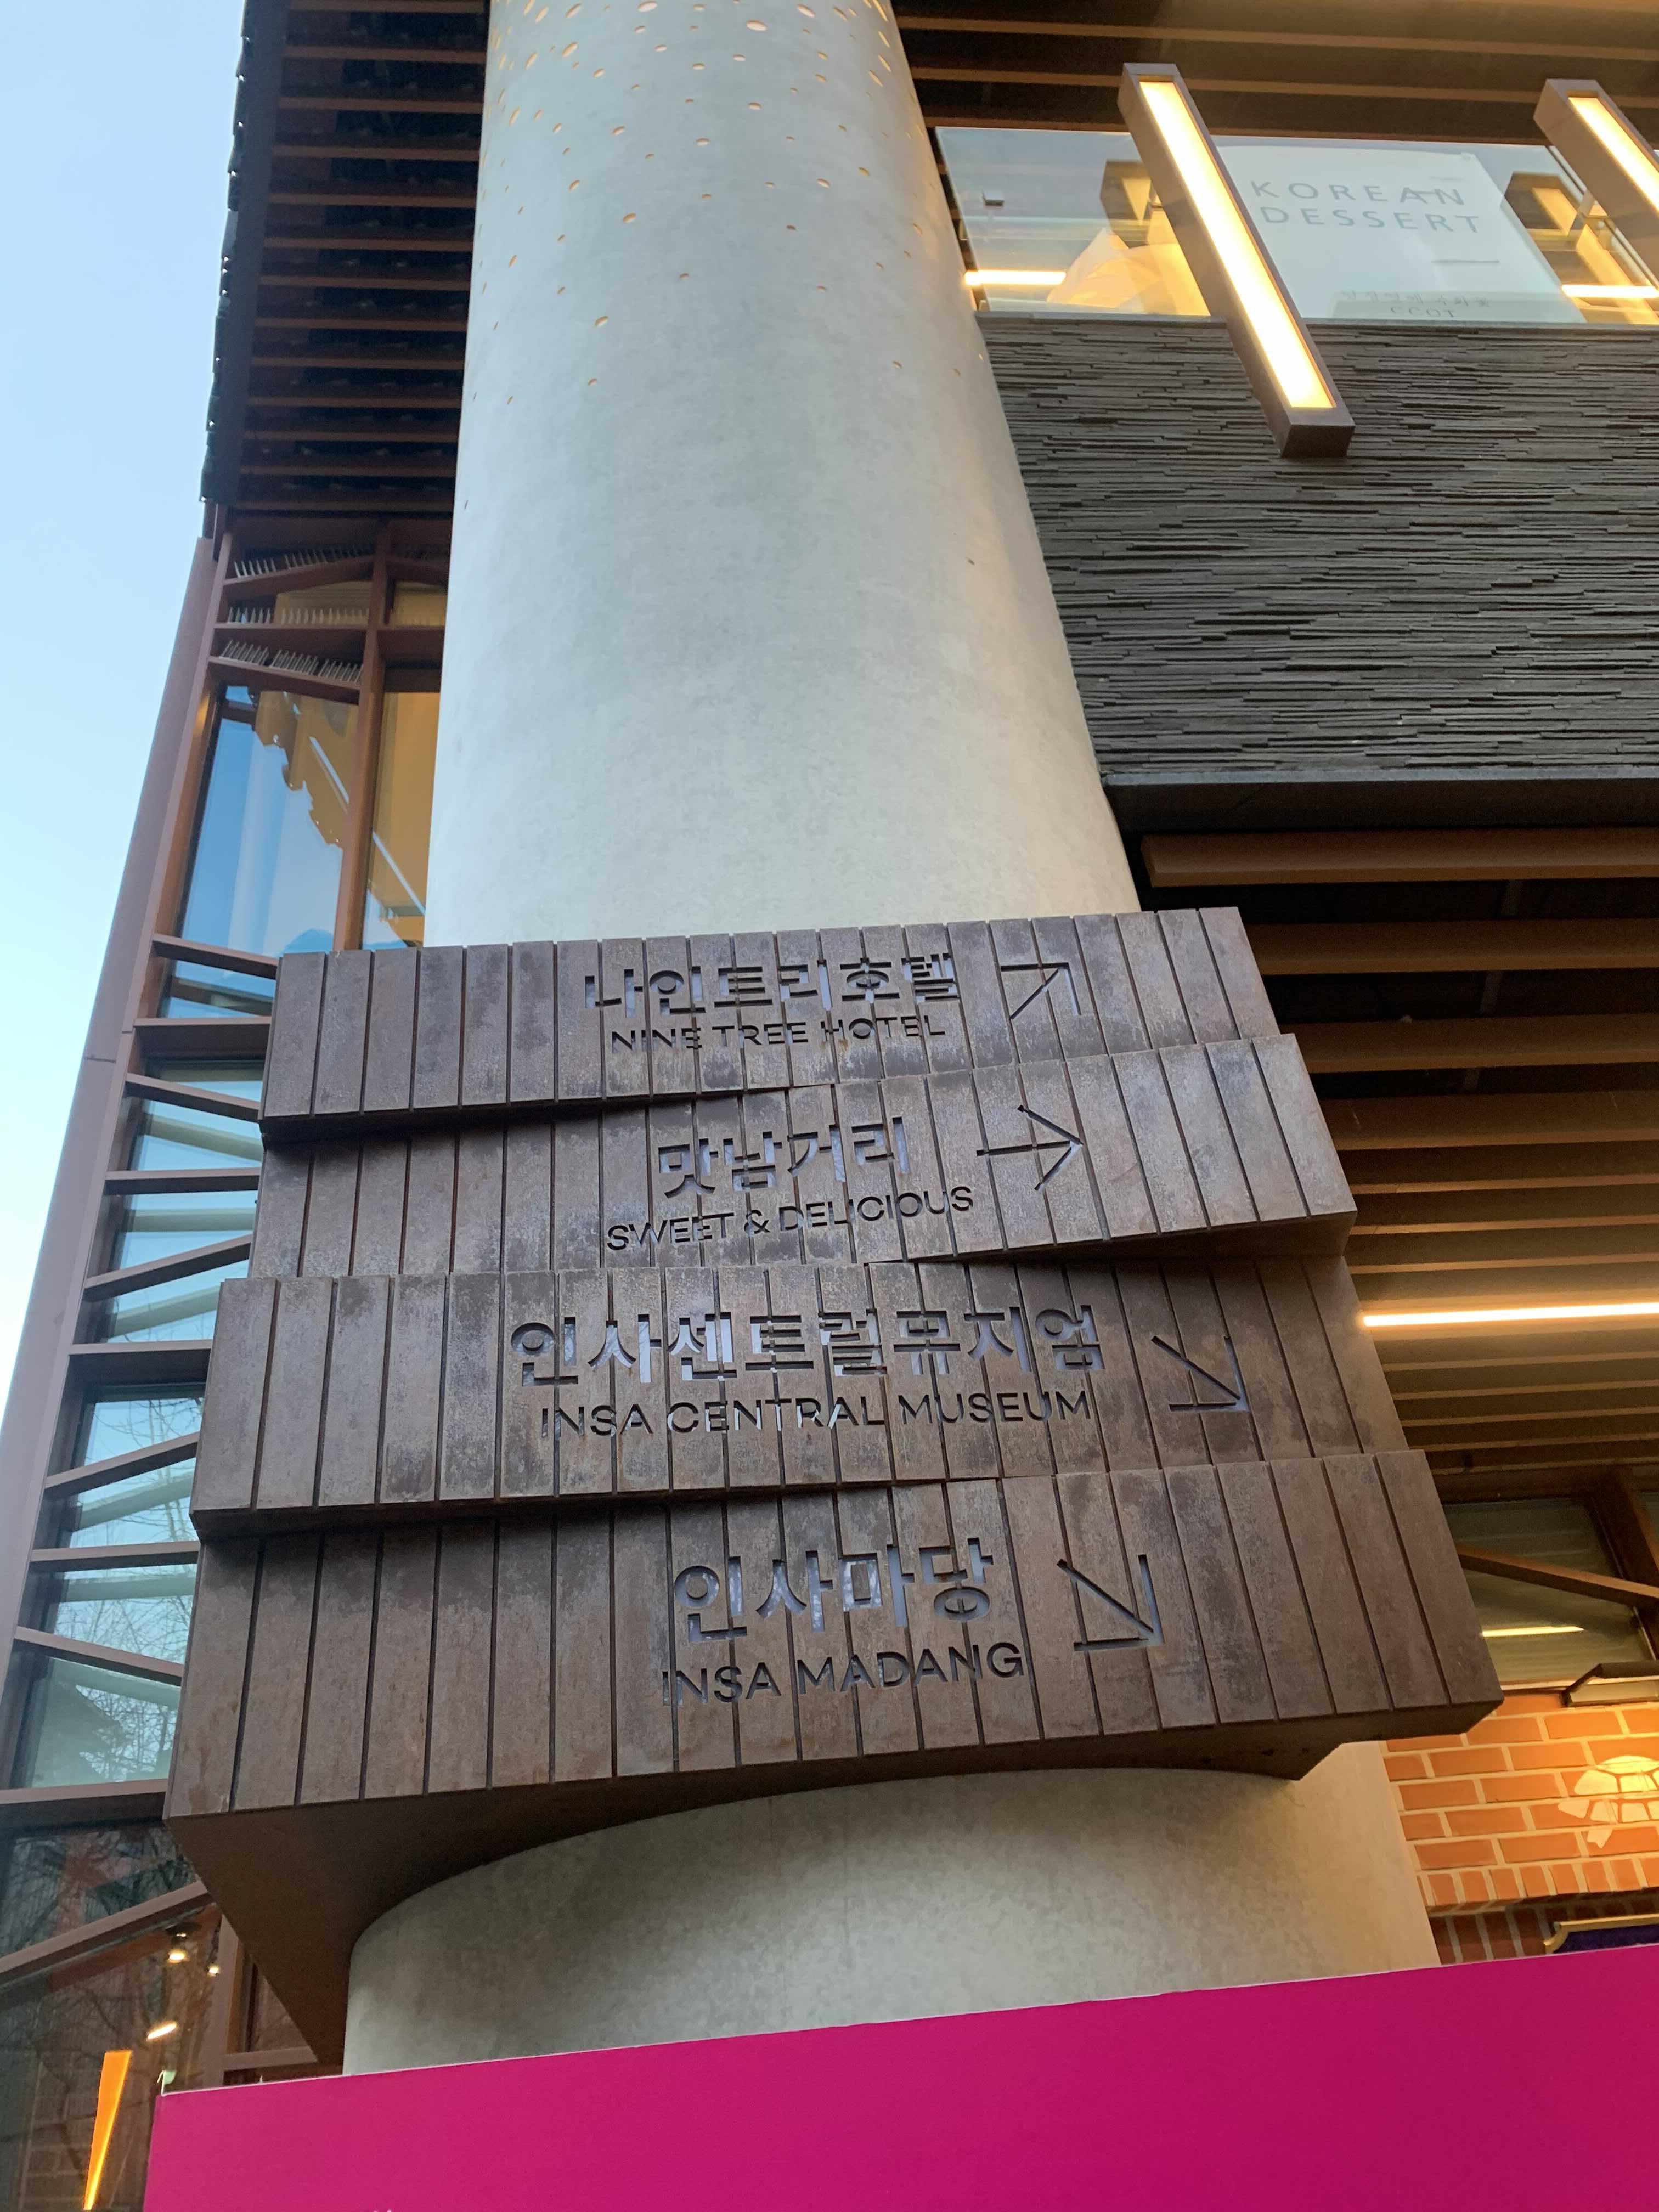 KOREAN
DESSERT
나인트리호텔
NINE TREE HOTEL
맛남거리
SWEET & DELICIOUS
인사센트럴뮤지엄
INSA CENTRAL MUSEUM
인사마당
INSA MADANG